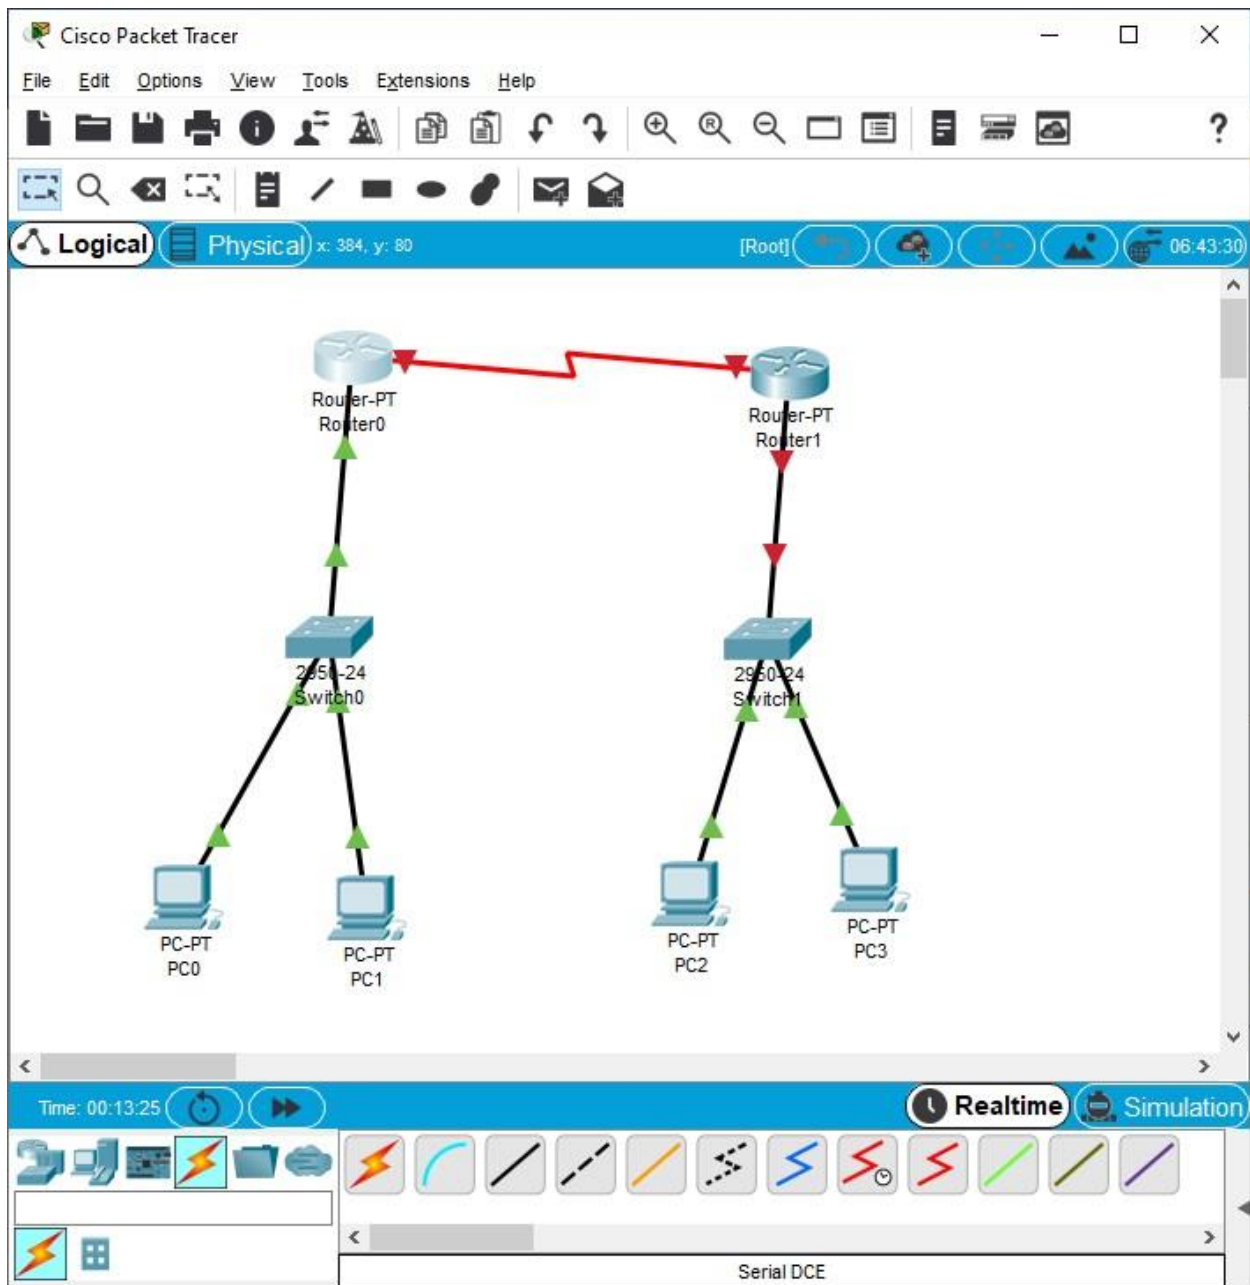 Cisco Packet Tracer
File Edit Options View Tools Extensions Help
Logical Physical x: 384, y: 80 [Root] 06:43:30
Router-PT
Router0
Router-PT
Router1
2950-24
Switch0
2950-24
Switch1
PC-PT
PC0
PC-PT
PC1
PC-PT
PC2
PC-PT
PC3
Time: 00:13:25 Realtime Simulation
Serial DCE